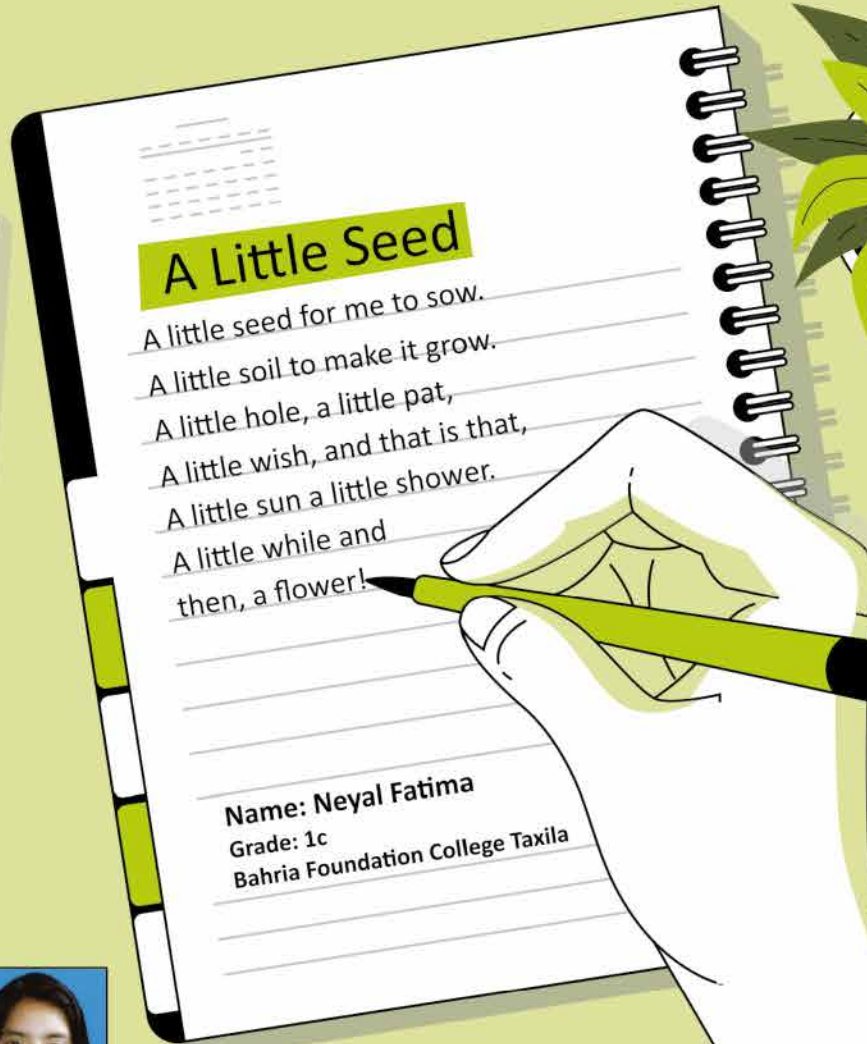 A Little Seed
A little seed for me to sow.
A little soil to make it grow.
A little hole, a little pat,
A little wish, and that is that,
A little sun a little shower.
A little while and
then, a flower!
Name: Neyal Fatima
Grade: 1c
Bahria Foundation College Taxila